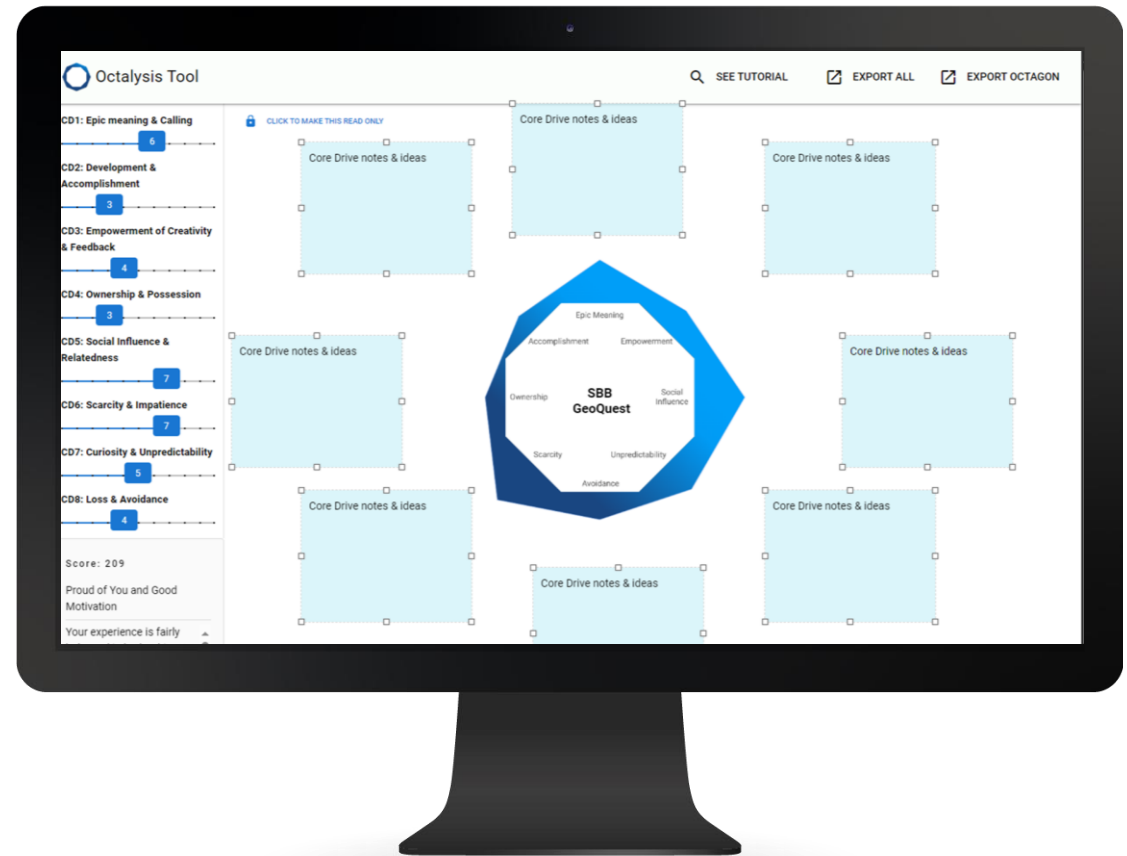 Octalysis Tool
SEE TUTORIAL
EXPORT ALL
EXPORT OCTAGON
CD1: Epic meaning & Calling
6
CD2: Development &
Accomplishment
3
CD3: Empowerment of Creativity
& Feedback
4
CD4: Ownership & Possession
3
CD5: Social Influence &
Relatedness
7
CD6: Scarcity & Impatience
7
CD7: Curiosity & Unpredictability
5
CD8: Loss & Avoidance
4
Score: 209
Proud of You and Good
Motivation
Your experience is fairly
CLICK TO MAKE THIS READ ONLY
Core Drive notes & ideas
Core Drive notes & ideas
Core Drive notes & ideas
Epic Meaning
Accomplishment
Empowerment
Core Drive notes & ideas
Core Drive notes & ideas
Ownership
SBB
GeoQuest
Social
Influence
Scarcity
Unpredictability
Avoidance
Core Drive notes & ideas
Core Drive notes & ideas
Core Drive notes & ideas